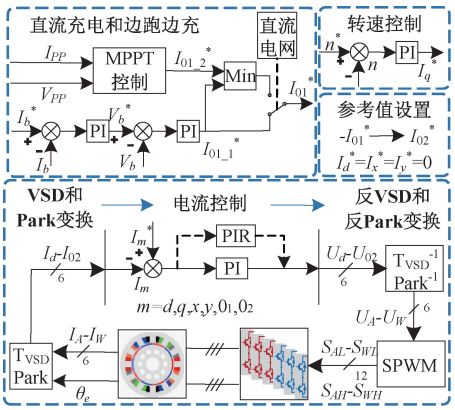 直流充电和边跑边充
直流
电网
I_PP
V_PP
MPPT
控制
I_01_2*
Min
I_01*
I_b*
I_b
PI
V_b*
V_b
PI
I_01_1*
转速控制
n*
n
PI
I_q*
参考值设置
-I_01* I_02*
I_d*=I_x*=I_y*=0
VSD和
Park变换
电流控制
反VSD和
反Park变换
I_d-I_02
6
I_m*
I_m
PIR
PI
m=d,q,x,y,0_1,0_2
U_d-U_02
6
T_VSD^-1
Park^-1
U_A-U_W
6
SPWM
S_AL-S_WL
12
S_AH-S_WH
I_A-I_W
6
θ_e
T_VSD
Park